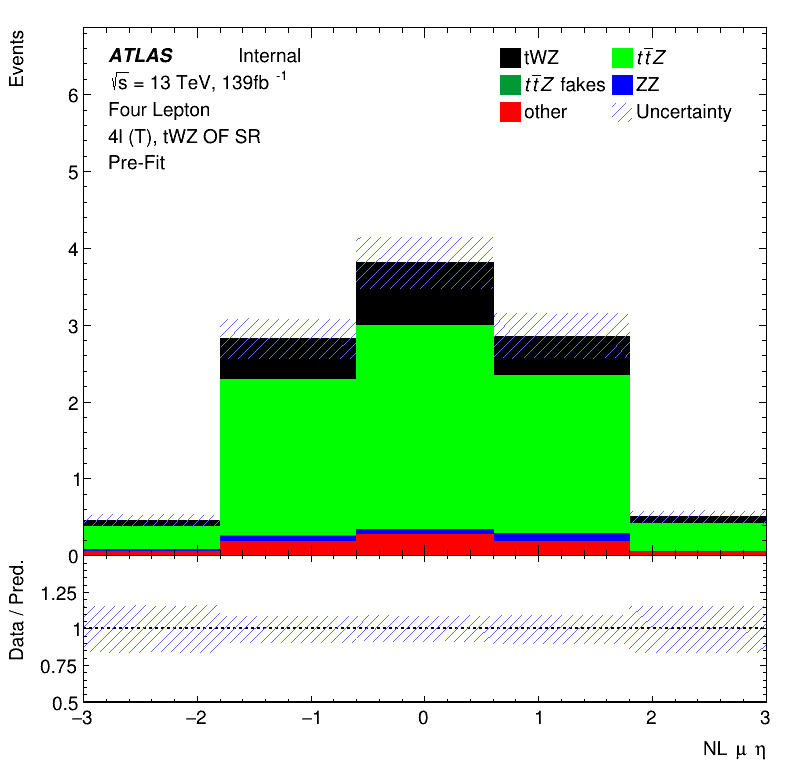 Events
ATLAS Internal
√s = 13 TeV, 139fb⁻¹
Four Lepton
4l (T), tWZ OF SR
Pre-Fit
tWZ
tt̄Z
tt̄Z fakes
ZZ
other
Uncertainty
6
5
4
3
2
1
0
Data / Pred.
1.25
1
0.75
0.5
−3 −2 −1 0 1 2 3
NL μ η